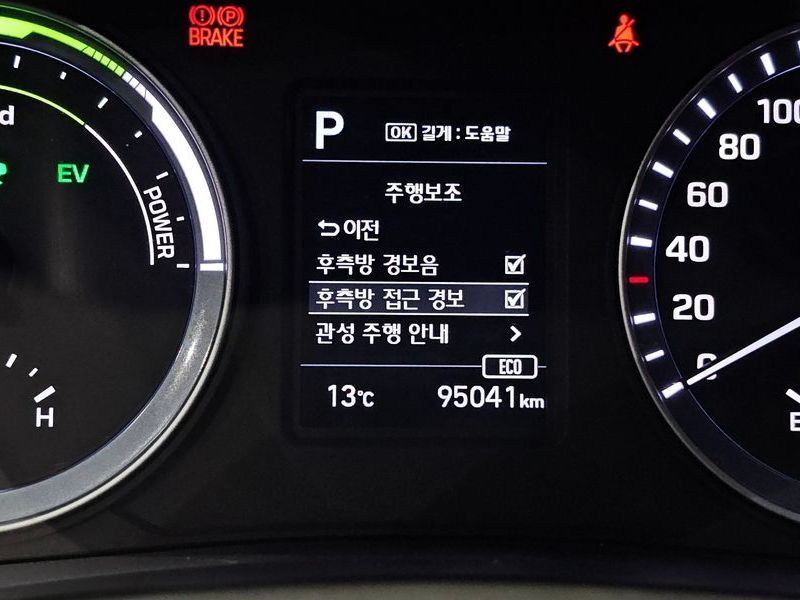 BRAKE
d
EV
POWER
H
P
OK 길게 : 도움말
주행보조
이전
후측방 경보음
후측방 접근 경보
관성 주행 안내
ECO
13℃ 95041km
100
80
60
40
20
0
E